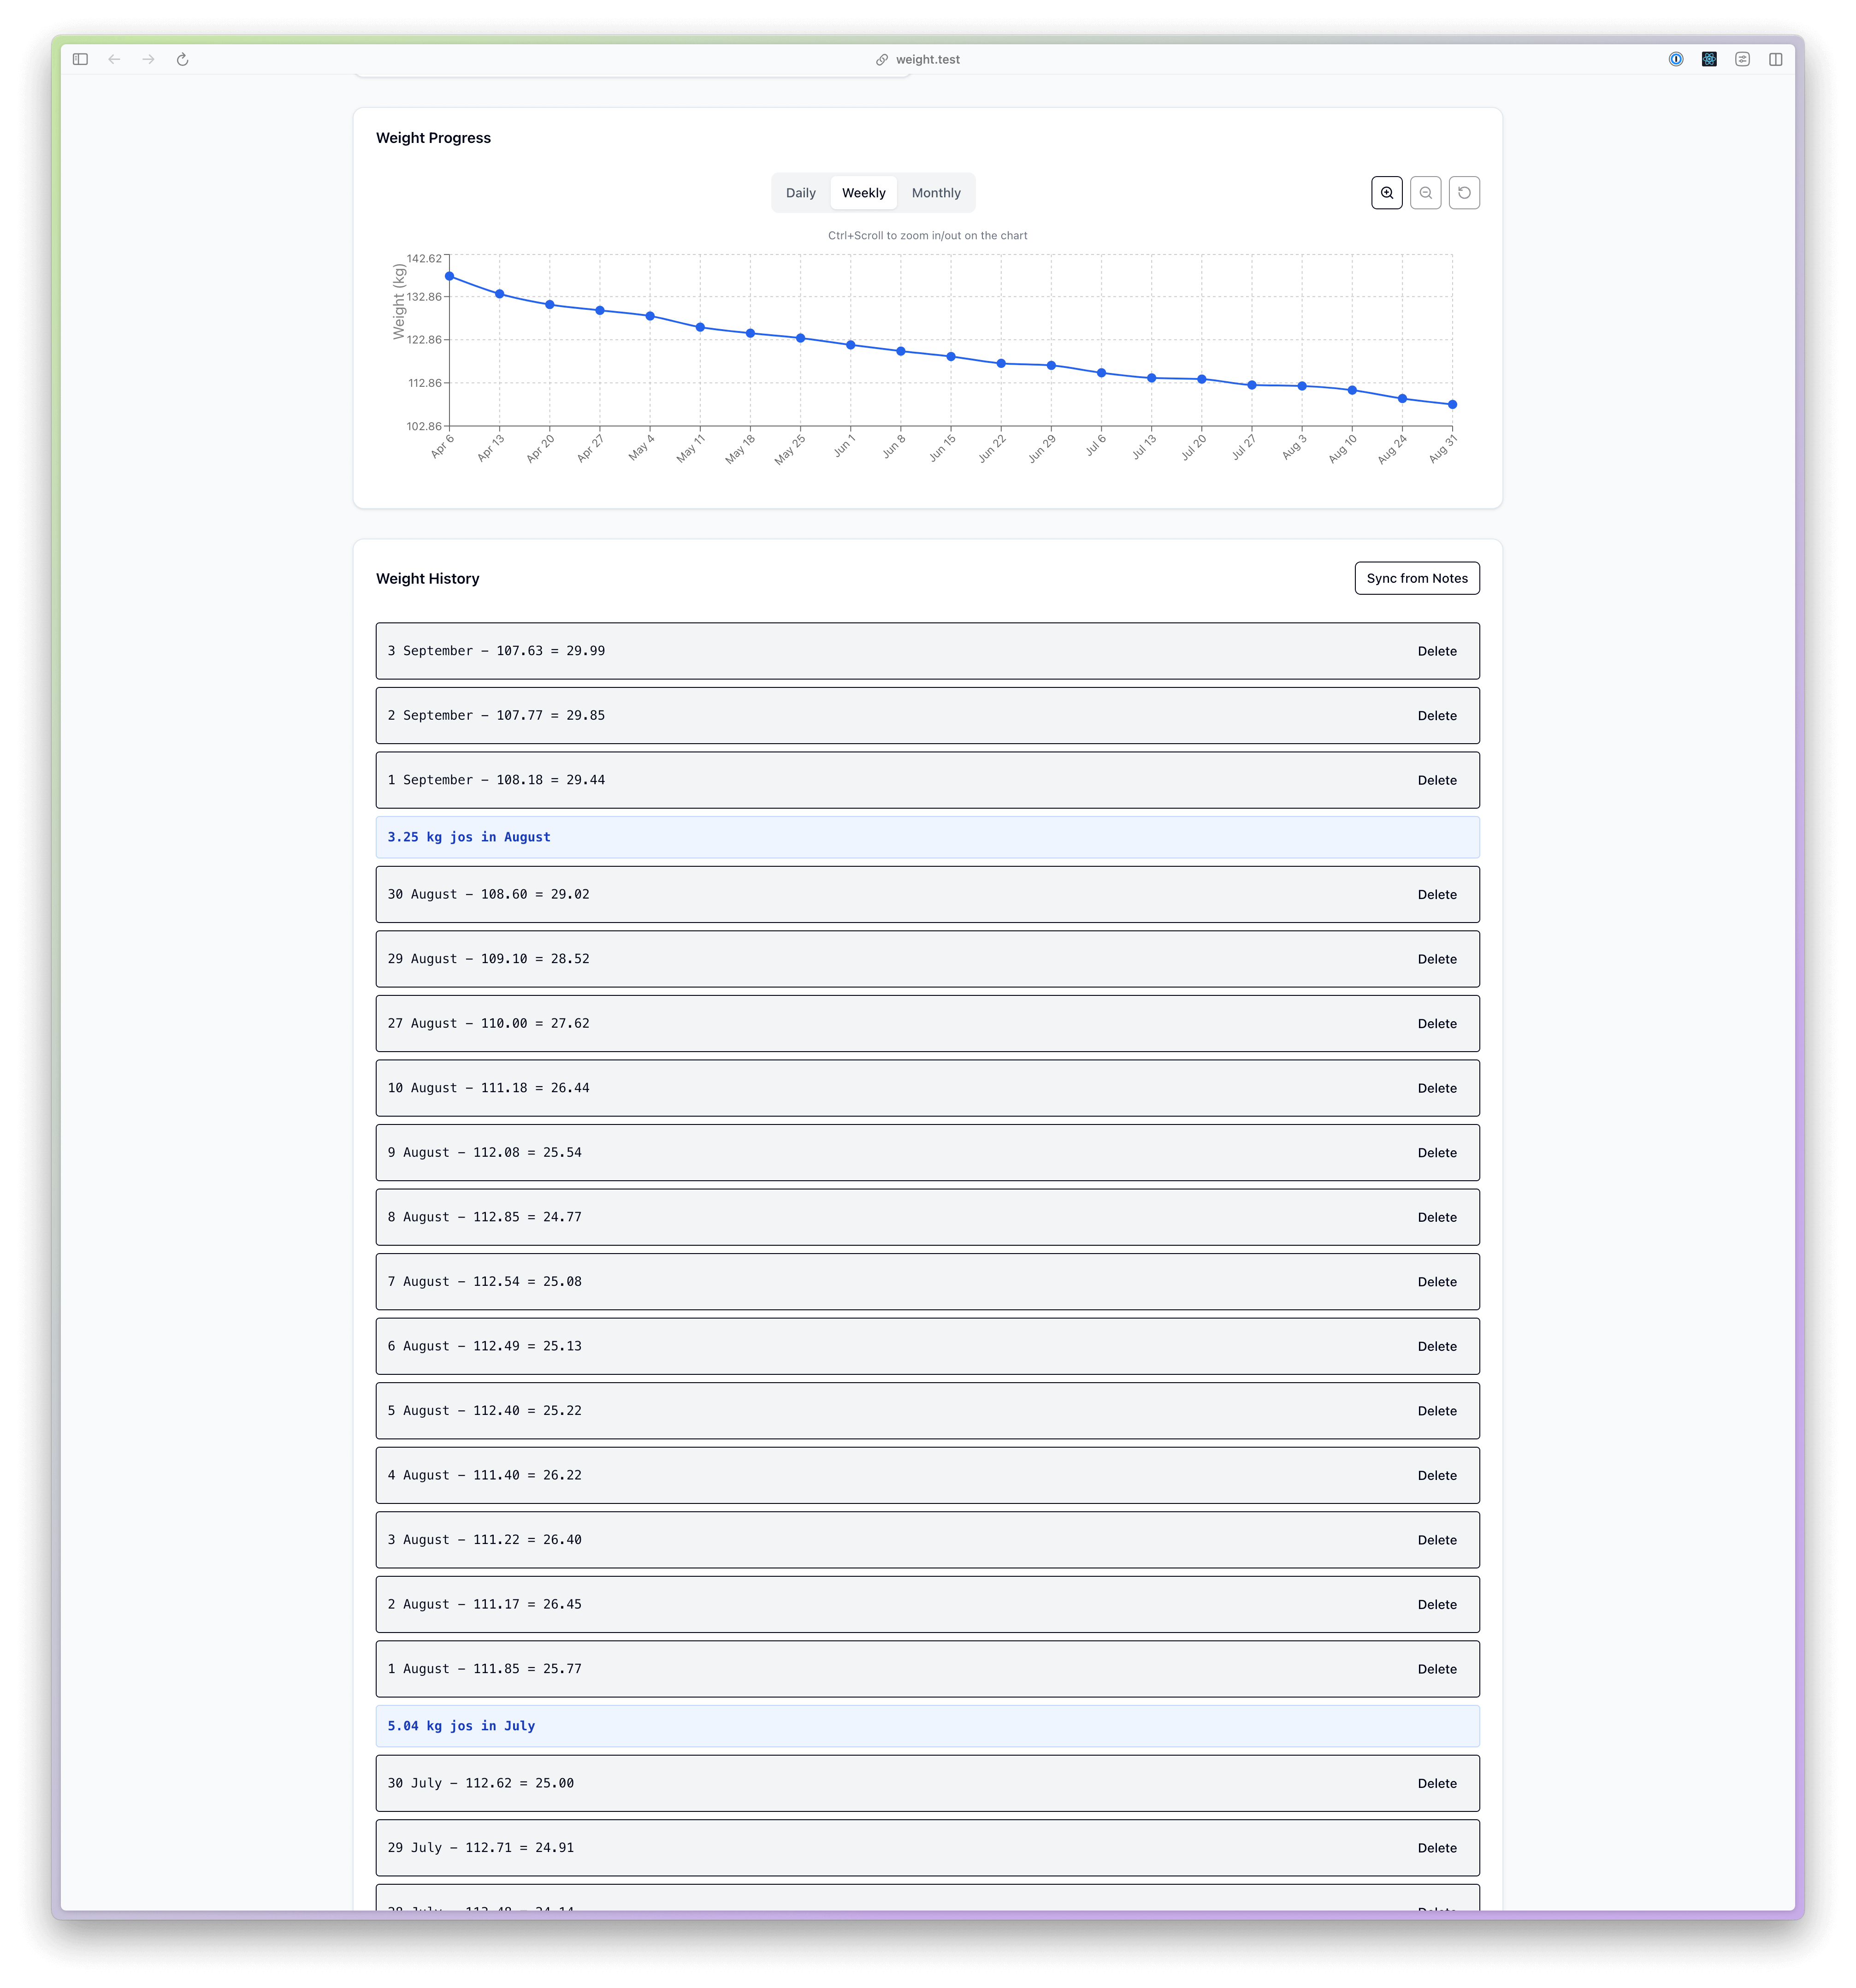 weight.test
Weight Progress
Daily Weekly Monthly
Ctrl+Scroll to zoom in/out on the chart
Weight (kg)
142.62
132.86
122.86
112.86
102.86
Apr 6 Apr 13 Apr 20 Apr 27 May 4 May 11 May 18 May 25 Jun 1 Jun 8 Jun 15 Jun 22 Jun 29 Jul 6 Jul 13 Jul 20 Jul 27 Aug 3 Aug 10 Aug 24 Aug 31
Weight History Sync from Notes
3 September – 107.63 = 29.99 Delete
2 September – 107.77 = 29.85 Delete
1 September – 108.18 = 29.44 Delete
3.25 kg jos in August
30 August – 108.60 = 29.02 Delete
29 August – 109.10 = 28.52 Delete
27 August – 110.00 = 27.62 Delete
10 August – 111.18 = 26.44 Delete
9 August – 112.08 = 25.54 Delete
8 August – 112.85 = 24.77 Delete
7 August – 112.54 = 25.08 Delete
6 August – 112.49 = 25.13 Delete
5 August – 112.40 = 25.22 Delete
4 August – 111.40 = 26.22 Delete
3 August – 111.22 = 26.40 Delete
2 August – 111.17 = 26.45 Delete
1 August – 111.85 = 25.77 Delete
5.04 kg jos in July
30 July – 112.62 = 25.00 Delete
29 July – 112.71 = 24.91 Delete